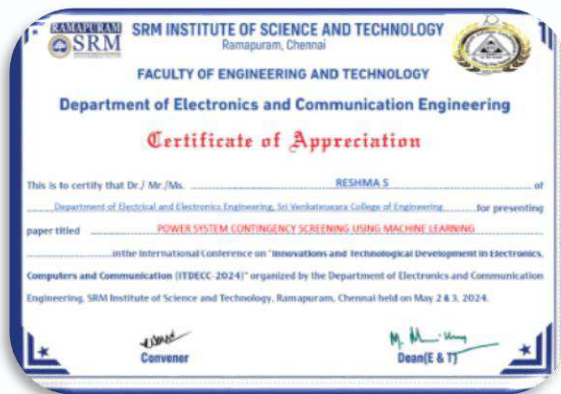 RAMAPURAM
SRM
SRM INSTITUTE OF SCIENCE AND TECHNOLOGY
Ramapuram, Chennai
FACULTY OF ENGINEERING AND TECHNOLOGY
Department of Electronics and Communication Engineering
Certificate of Appreciation
This is to certify that Dr./ Mr./Ms. RESHMA S of
Department of Electrical and Electronics Engineering, Sri Venkateswara College of Engineering for presenting
paper titled POWER SYSTEM CONTINGENCY SCREENING USING MACHINE LEARNING
in the International Conference on "Innovations and Technological Development in Electronics,
Computers and Communication (ITDECC-2024)" organized by the Department of Electronics and Communication
Engineering, SRM Institute of Science and Technology, Ramapuram, Chennai held on May 2 & 3, 2024.
Convener
Dean(E & T)